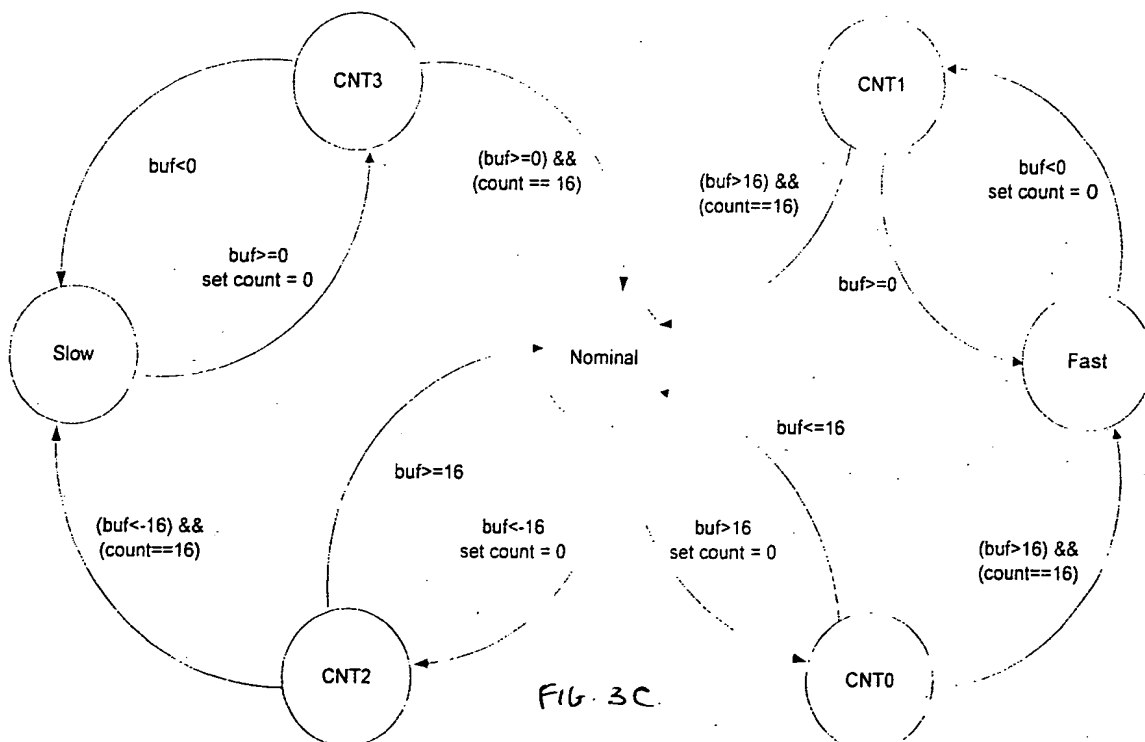 CNT3
CNT1
buf<0
(buf>=0) &&
(count == 16)
(buf>16) &&
(count==16)
buf<0
set count = 0
buf>=0
set count = 0
buf>=0
Slow
Nominal
Fast
buf>=16
buf<=16
(buf<-16) &&
(count==16)
buf<-16
set count = 0
buf>16
set count = 0
(buf>16) &&
(count==16)
CNT2
CNT0
FIG. 3C.